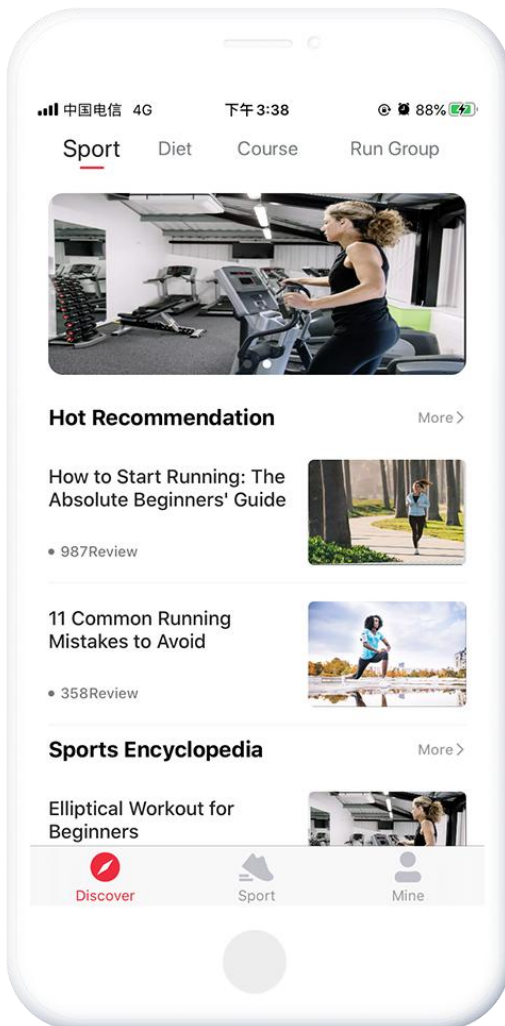 中国电信 4G 下午3:38 88%
Sport Diet Course Run Group
Hot Recommendation More
How to Start Running: The
Absolute Beginners' Guide
987Review
11 Common Running
Mistakes to Avoid
358Review
Sports Encyclopedia More
Elliptical Workout for
Beginners
Discover Sport Mine